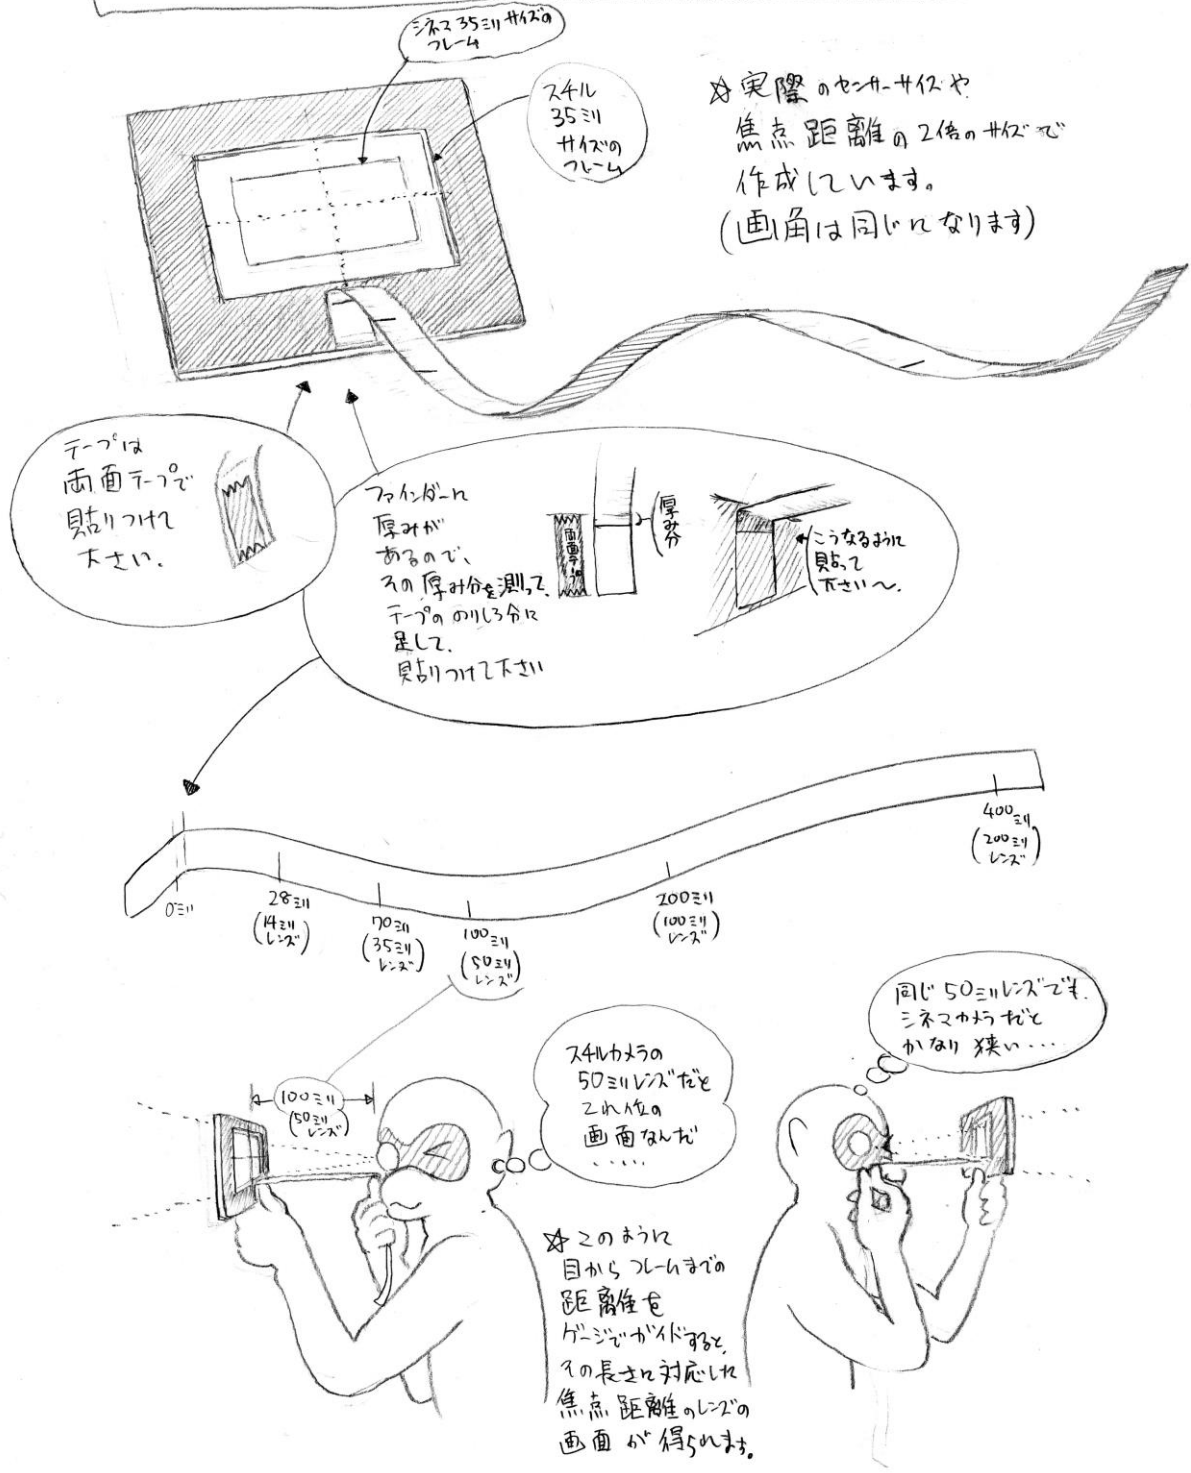 シネマ 35ミリ サイズの
フレーム
スチル
35ミリ
サイズの
フレーム
☆実際のセンサーサイズや
焦点距離の2倍のサイズで
作成しています。
(画角は同じになります)
テープは
両面テープで
貼りつけて
下さい.
ファインダーに
厚みが
あるので、
その厚み分を測って、
テープの のりしろ分に
足して、
貼りつけて下さい
両面テープ
厚み分
こうなるように
貼って
下さい〜.
0ミリ
28ミリ
(14ミリ
レンズ)
70ミリ
(35ミリ
レンズ)
100ミリ
(50ミリ
レンズ)
200ミリ
(100ミリ
レンズ)
400ミリ
(200ミリ
レンズ)
100ミリ
(50ミリ
レンズ)
スチルカメラの
50ミリレンズだと
これ位の
画面なんだ
.....
同じ50ミリレンズでも、
シネマカメラだと
かなり狭い....
☆このように
目からフレームまでの
距離を
ゲージでガイドすると、
その長さに対応した
焦点距離のレンズの
画面が得られます。